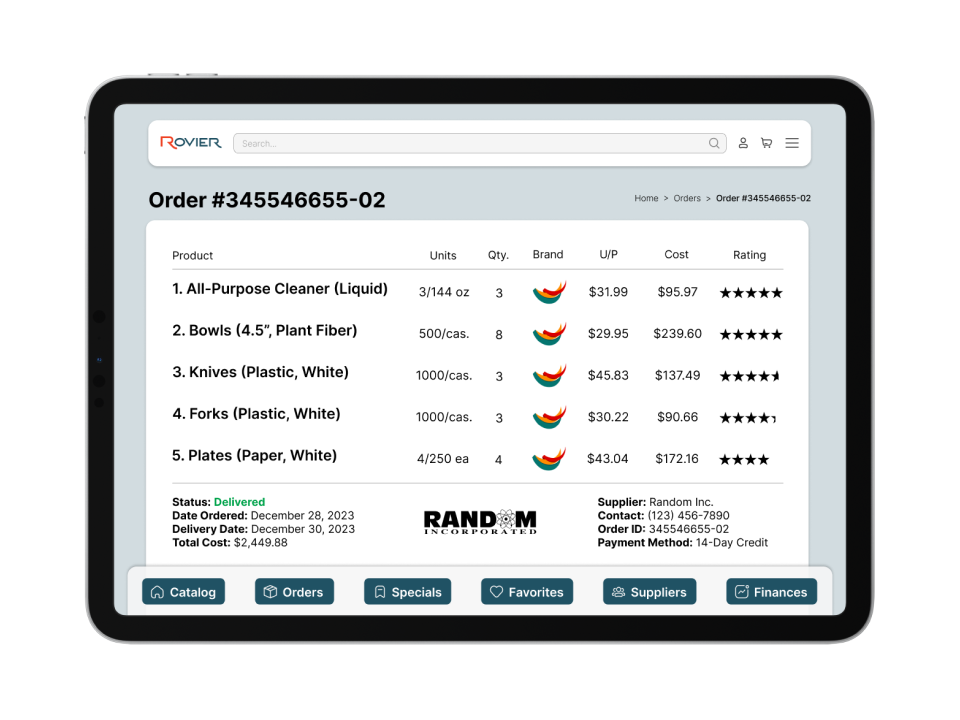 ROVIER Search...
Order #345546655-02 Home > Orders > Order #345546655-02
Product Units Qty. Brand U/P Cost Rating
1. All-Purpose Cleaner (Liquid) 3/144 oz 3 $31.99 $95.97 ★★★★★
2. Bowls (4.5”, Plant Fiber) 500/cas. 8 $29.95 $239.60 ★★★★★
3. Knives (Plastic, White) 1000/cas. 3 $45.83 $137.49
4. Forks (Plastic, White) 1000/cas. 3 $30.22 $90.66
5. Plates (Paper, White) 4/250 ea 4 $43.04 $172.16 ★★★★
Status: Delivered
Date Ordered: December 28, 2023
Delivery Date: December 30, 2023
Total Cost: $2,449.88
RANDOM
INCORPORATED
Supplier: Random Inc.
Contact: (123) 456-7890
Order ID: 345546655-02
Payment Method: 14-Day Credit
Catalog Orders Specials Favorites Suppliers Finances